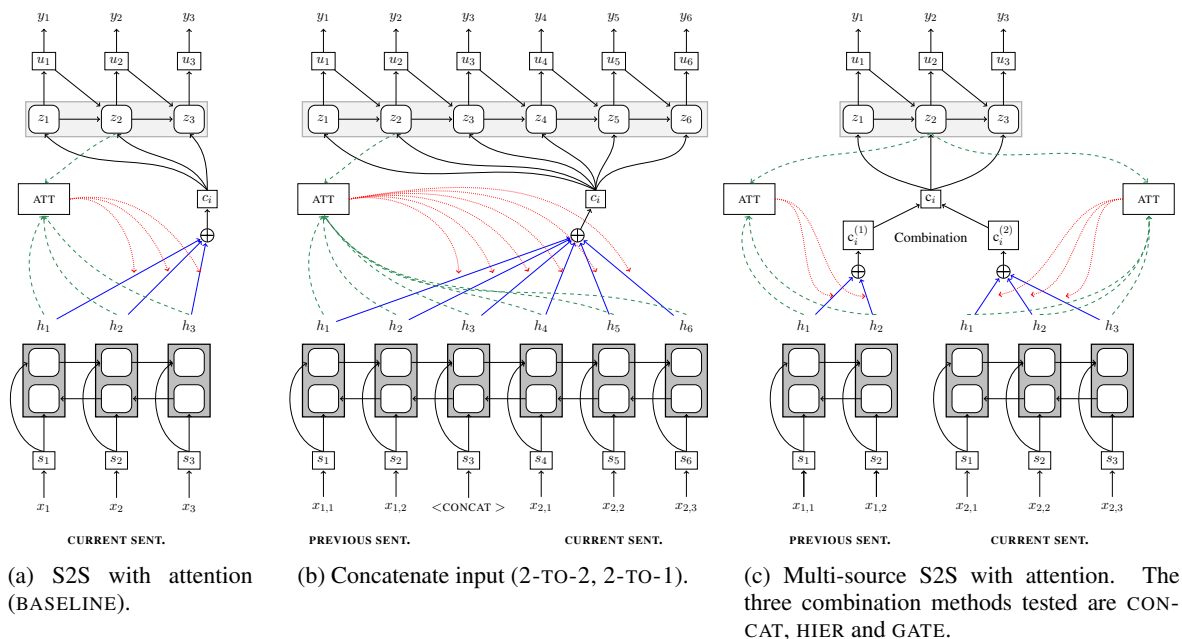 y1 y2 y3
u1 u2 u3
z1 z2 z3
ATT
ci
h1 h2 h3
s1 s2 s3
x1 x2 x3
CURRENT SENT.
(a) S2S with attention
(BASELINE).
y1 y2 y3 y4 y5 y6
u1 u2 u3 u4 u5 u6
z1 z2 z3 z4 z5 z6
ATT
ci
h1 h2 h3 h4 h5 h6
s1 s2 s3 s4 s5 s6
x1,1 x1,2 <CONCAT > x2,1 x2,2 x2,3
PREVIOUS SENT. CURRENT SENT.
(b) Concatenate input (2-TO-2, 2-TO-1).
y1 y2 y3
u1 u2 u3
z1 z2 z3
ATT ci ATT
ci(1) Combination ci(2)
h1 h2 h1 h2 h3
s1 s2 s1 s2 s3
x1,1 x1,2 x2,1 x2,2 x2,3
PREVIOUS SENT. CURRENT SENT.
(c) Multi-source S2S with attention. The
three combination methods tested are CON-
CAT, HIER and GATE.